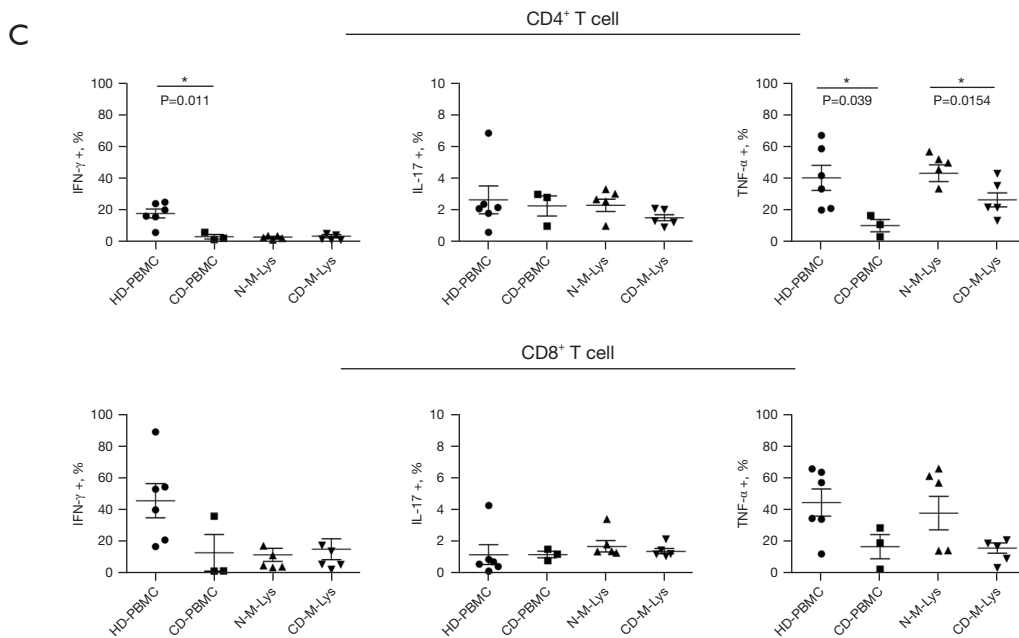 C
CD4+ T cell
IFN-γ +, %
100
80
60
40
20
0
*
P=0.011
HD-PBMC
CD-PBMC
N-M-Lys
CD-M-Lys
IL-17 +, %
10
8
6
4
2
0
HD-PBMC
CD-PBMC
N-M-Lys
CD-M-Lys
TNF-α +, %
100
80
60
40
20
0
* *
P=0.039 P=0.0154
HD-PBMC
CD-PBMC
N-M-Lys
CD-M-Lys
CD8+ T cell
IFN-γ +, %
100
80
60
40
20
0
HD-PBMC
CD-PBMC
N-M-Lys
CD-M-Lys
IL-17 +, %
10
8
6
4
2
0
HD-PBMC
CD-PBMC
N-M-Lys
CD-M-Lys
TNF-α +, %
100
80
60
40
20
0
HD-PBMC
CD-PBMC
N-M-Lys
CD-M-Lys